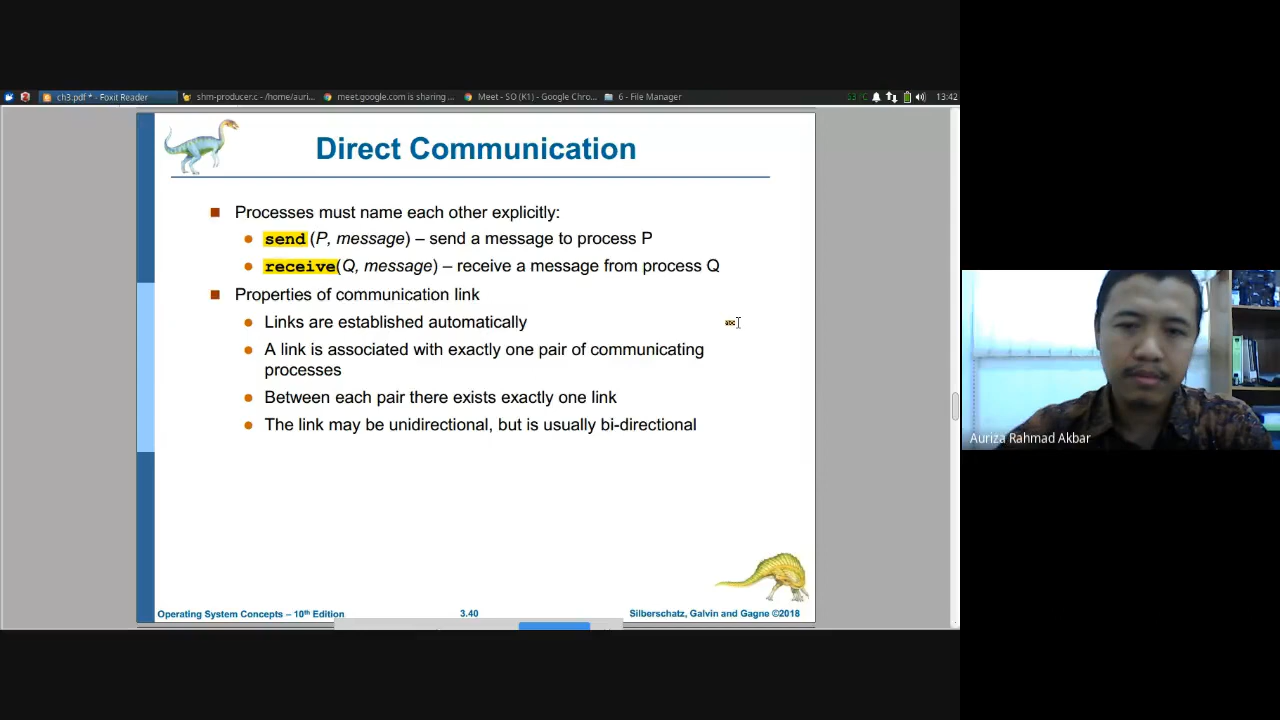 ch3.pdf * - Foxit Reader
shm-producer.c - /home/auri...
meet.google.com is sharing ...
Meet - SO (K1) - Google Chro...
6 - File Manager
13:42
Direct Communication
Processes must name each other explicitly:
send (P, message) – send a message to process P
receive(Q, message) – receive a message from process Q
Properties of communication link
Links are established automatically
A link is associated with exactly one pair of communicating
processes
Between each pair there exists exactly one link
The link may be unidirectional, but is usually bi-directional
Operating System Concepts – 10th Edition
3.40
Silberschatz, Galvin and Gagne ©2018
Auriza Rahmad Akbar